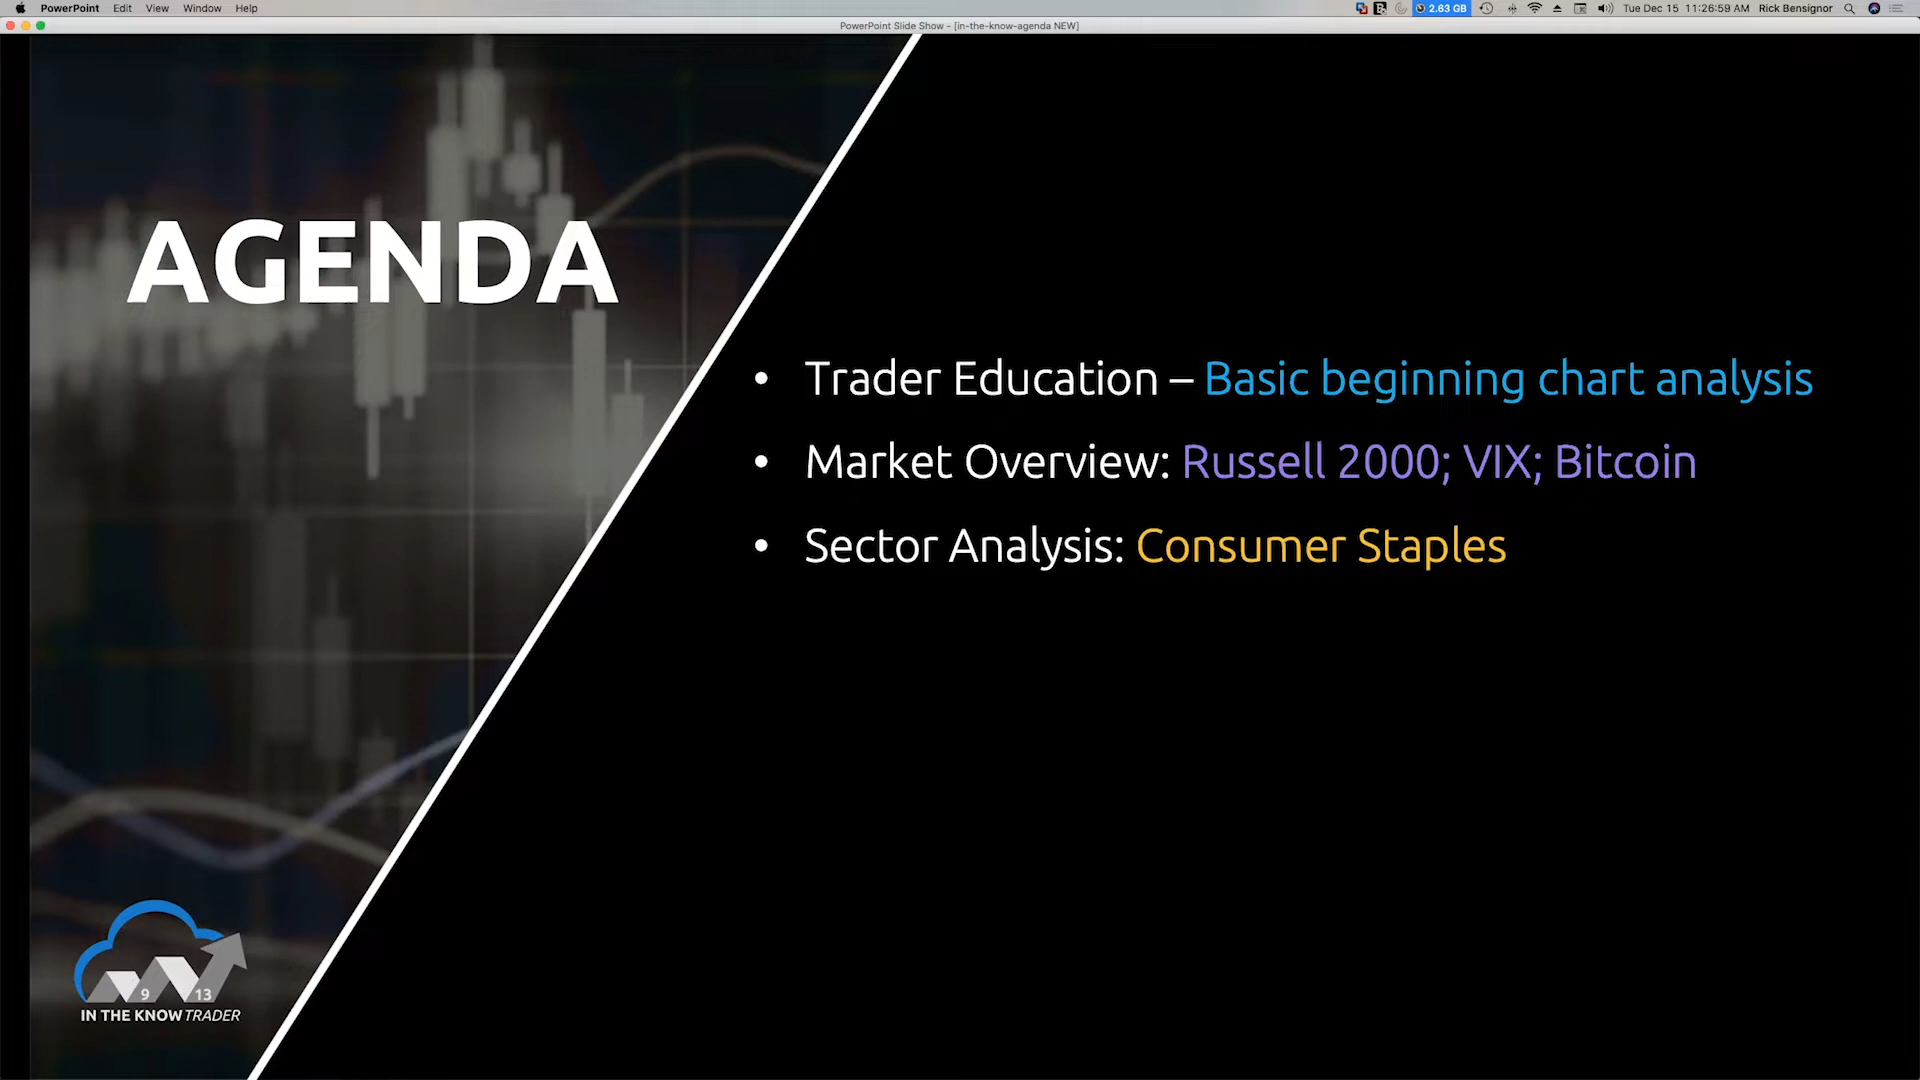 PowerPoint Edit View Window Help 2.63 GB Tue Dec 15 11:26:59 AM Rick Bensignor
PowerPoint Slide Show - [in-the-know-agenda NEW]
AGENDA
• Trader Education – Basic beginning chart analysis
• Market Overview: Russell 2000; VIX; Bitcoin
• Sector Analysis: Consumer Staples
9 13
IN THE KNOW TRADER